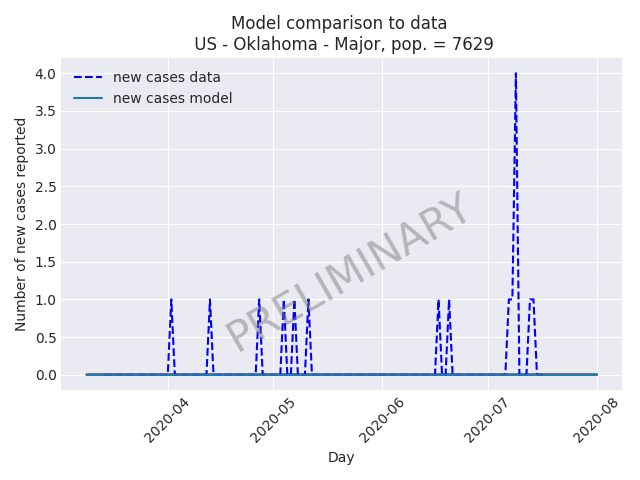 Model comparison to data
US - Oklahoma - Major, pop. = 7629
new cases data
new cases model
4.0
3.5
3.0
2.5
2.0
1.5
1.0
0.5
0.0
Number of new cases reported
PRELIMINARY
2020-04
2020-05
2020-06
2020-07
2020-08
Day